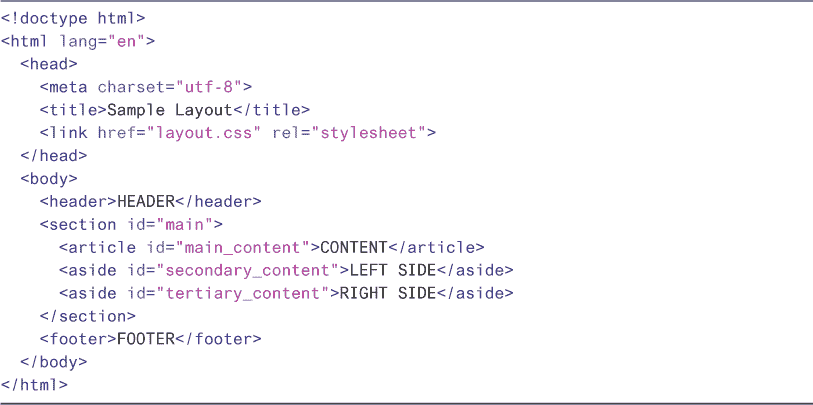 <!doctype html>
<html lang="en">
  <head>
    <meta charset="utf-8">
    <title>Sample Layout</title>
    <link href="layout.css" rel="stylesheet">
  </head>
  <body>
    <header>HEADER</header>
    <section id="main">
      <article id="main_content">CONTENT</article>
      <aside id="secondary_content">LEFT SIDE</aside>
      <aside id="tertiary_content">RIGHT SIDE</aside>
    </section>
    <footer>FOOTER</footer>
  </body>
</html>